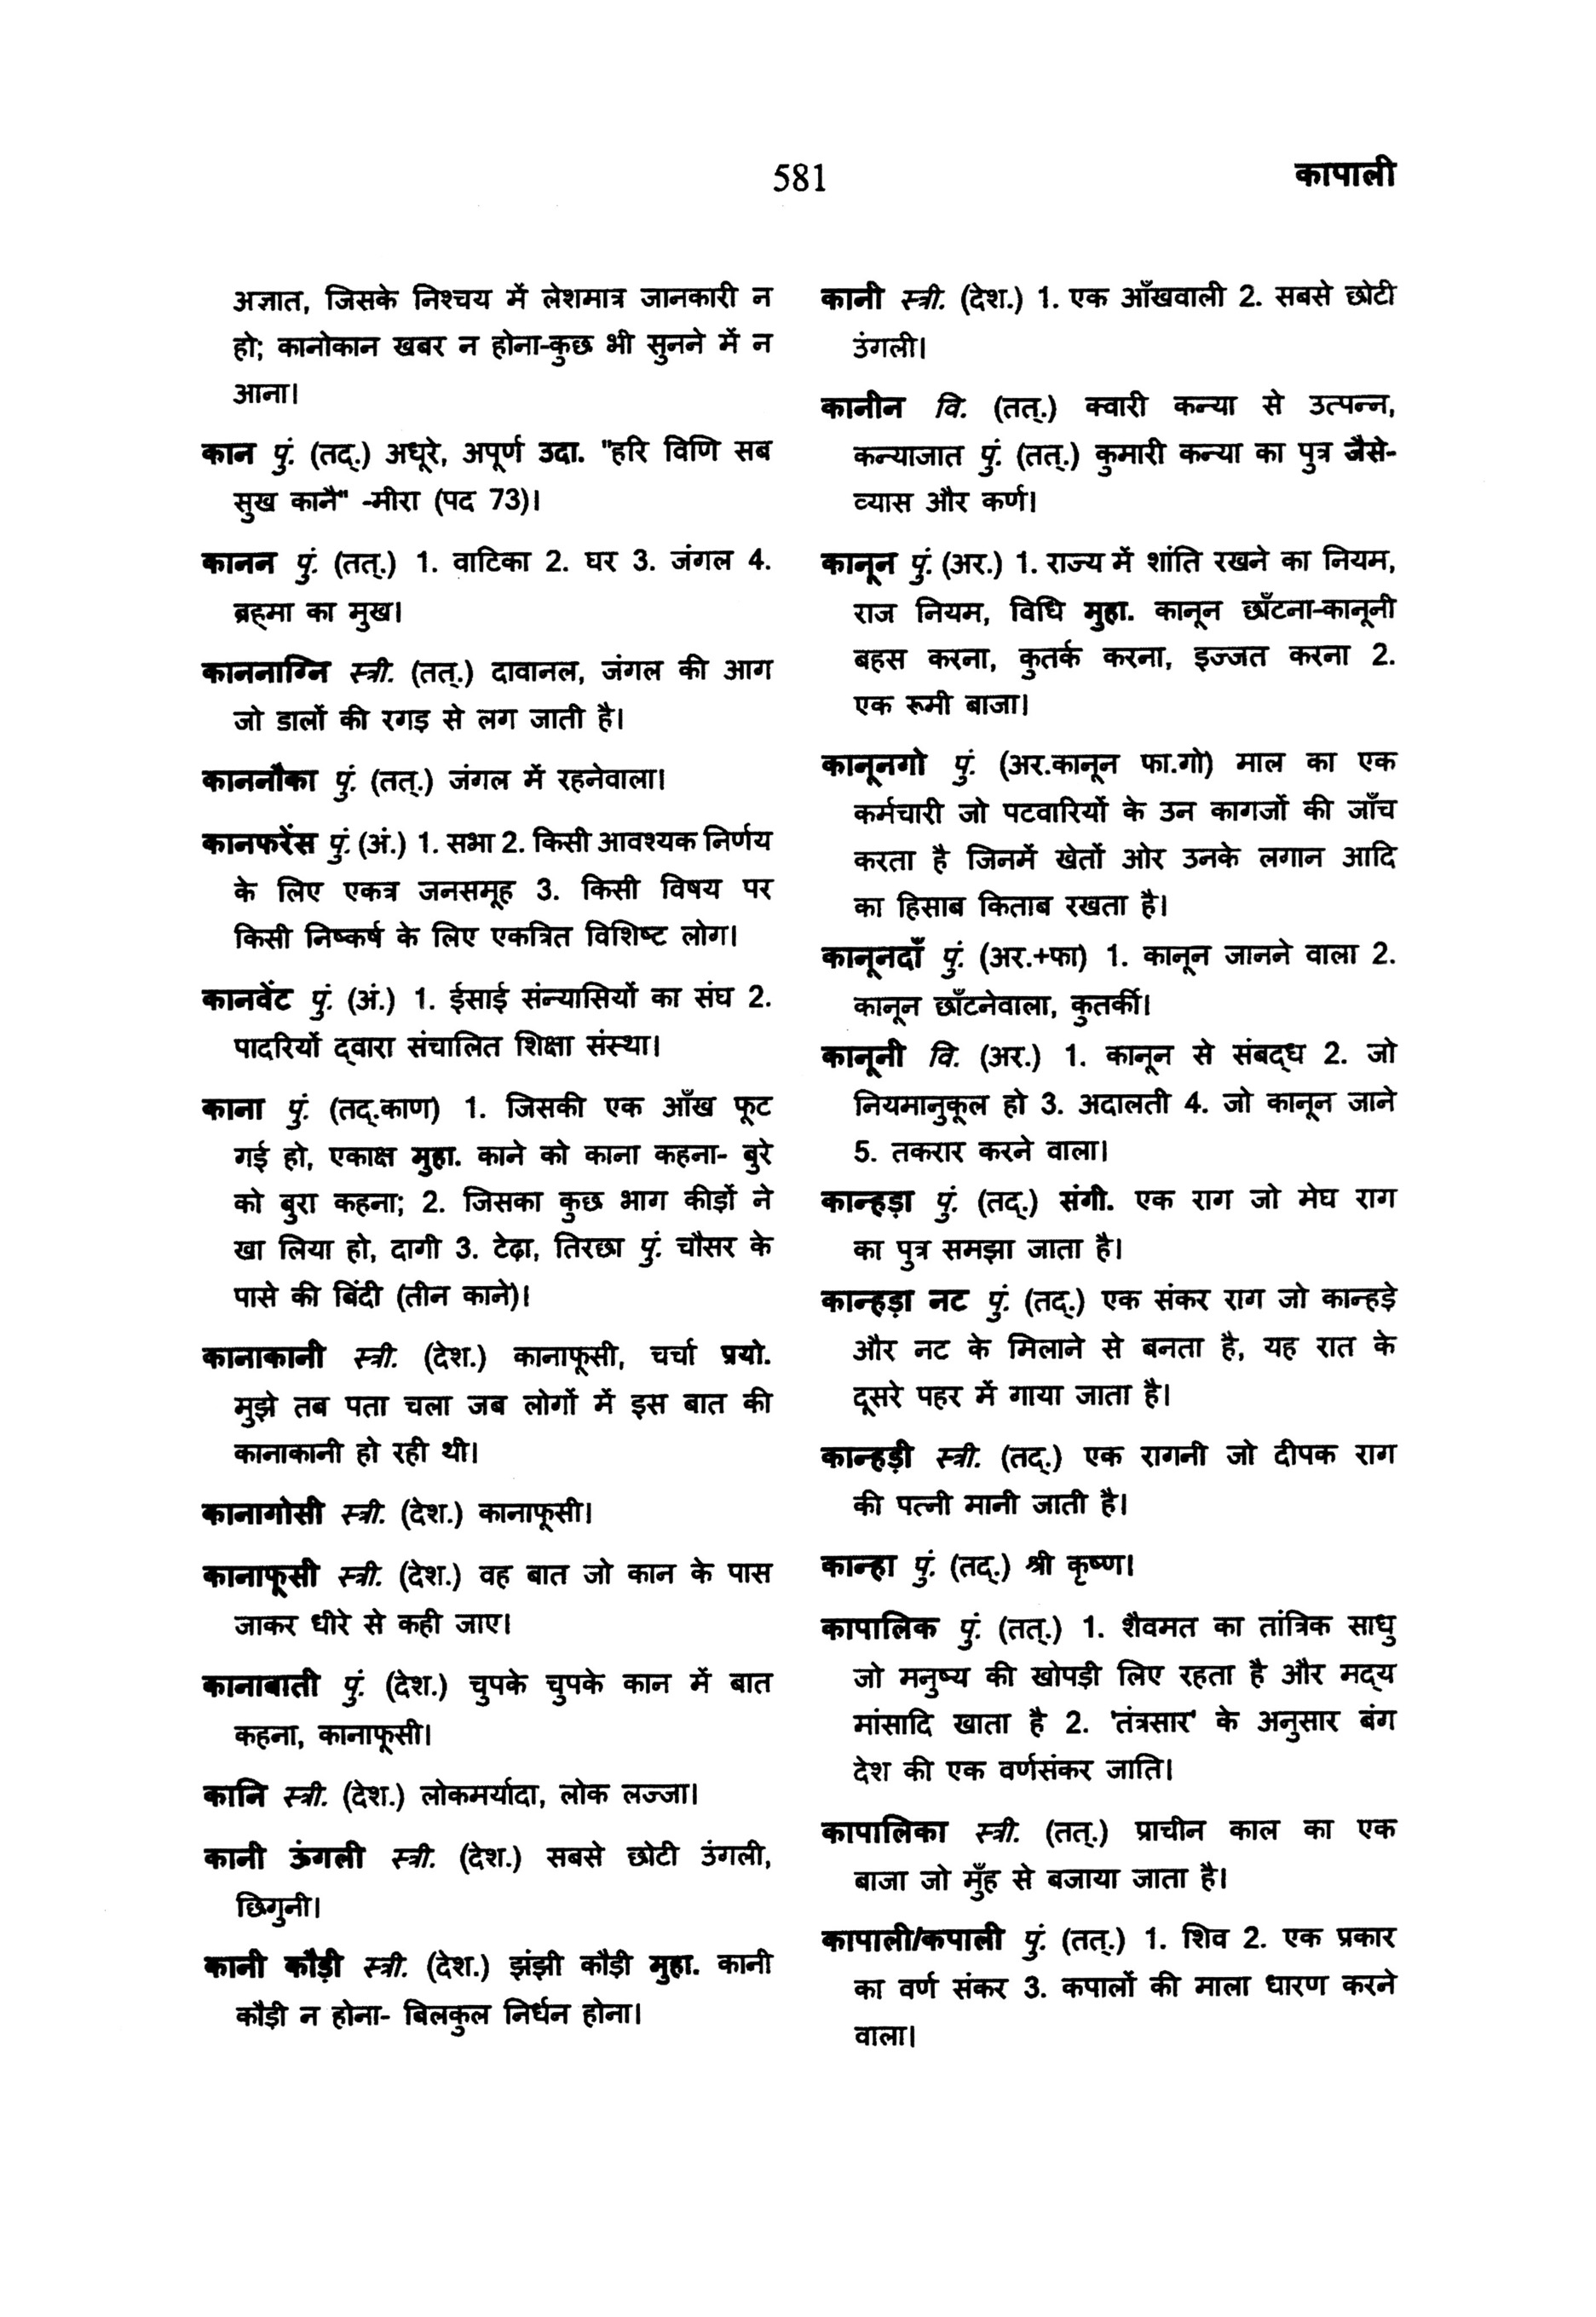 581
कापाली
अज्ञात, जिसके निश्चय में लेशमात्र जानकारी न
हो; कानोकान खबर न होना-कुछ भी सुनने में न
आना।
कान पुं. (तद्.) अधूरे, अपूर्ण उदा. "हरि विणि सब
सुख कानै" -मीरा (पद 73)।
कानन पुं. (तत्.) 1. वाटिका 2. घर 3. जंगल 4.
ब्रह्मा का मुख।
काननाग्नि स्त्री. (तत्.) दावानल, जंगल की आग
जो डालों की रगड़ से लग जाती है।
काननौका पुं. (तत्.) जंगल में रहनेवाला।
कानफरेंस पुं. (अं.) 1. सभा 2. किसी आवश्यक निर्णय
के लिए एकत्र जनसमूह 3. किसी विषय पर
किसी निष्कर्ष के लिए एकत्रित विशिष्ट लोग।
कानवेंट पुं. (अं.) 1. ईसाई संन्यासियों का संघ 2.
पादरियों द्‌वारा संचालित शिक्षा संस्था।
काना पुं. (तद्.काण) 1. जिसकी एक आँख फूट
गई हो, एकाक्ष मुहा. काने को काना कहना- बुरे
को बुरा कहना; 2. जिसका कुछ भाग कीड़ों ने
खा लिया हो, दागी 3. टेढ़ा, तिरछा पुं. चौसर के
पासे की बिंदी (तीन काने)।
कानाकानी स्त्री. (देश.) कानाफूसी, चर्चा प्रयो.
मुझे तब पता चला जब लोगों में इस बात की
कानाकानी हो रही थी।
कानागोसी स्त्री. (देश.) कानाफूसी।
कानाफूसी स्त्री. (देश.) वह बात जो कान के पास
जाकर धीरे से कही जाए।
कानाबाती पुं. (देश.) चुपके चुपके कान में बात
कहना, कानाफूसी।
कानि स्त्री. (देश.) लोकमर्यादा, लोक लज्जा।
कानी ऊंगली स्त्री. (देश.) सबसे छोटी उंगली,
छिगुनी।
कानी कौड़ी स्त्री. (देश.) झंझी कौड़ी मुहा. कानी
कौड़ी न होना- बिलकुल निर्धन होना।
कानी स्त्री. (देश.) 1. एक आँखवाली 2. सबसे छोटी
उंगली।
कानीन वि. (तत्.) क्वारी कन्या से उत्पन्न,
कन्याजात पुं. (तत्.) कुमारी कन्या का पुत्र जैसे-
व्यास और कर्ण।
कानून पुं. (अर.) 1. राज्य में शांति रखने का नियम,
राज नियम, विधि मुहा. कानून छाँटना-कानूनी
बहस करना, कुतर्क करना, इज्जत करना 2.
एक रूमी बाजा।
कानूनगो पुं. (अर.कानून फा.गो) माल का एक
कर्मचारी जो पटवारियों के उन कागजों की जाँच
करता है जिनमें खेतों ओर उनके लगान आदि
का हिसाब किताब रखता है।
कानूनदाँ पुं. (अर.+फा) 1. कानून जानने वाला 2.
कानून छाँटनेवाला, कुतर्की।
कानूनी वि. (अर.) 1. कानून से संबद्‌ध 2. जो
नियमानुकूल हो 3. अदालती 4. जो कानून जाने
5. तकरार करने वाला।
कान्हड़ा पुं. (तद्.) संगी. एक राग जो मेघ राग
का पुत्र समझा जाता है।
कान्हड़ा नट पुं. (तद्.) एक संकर राग जो कान्हड़े
और नट के मिलाने से बनता है, यह रात के
दूसरे पहर में गाया जाता है।
कान्हड़ी स्त्री. (तद्.) एक रागनी जो दीपक राग
की पत्नी मानी जाती है।
कान्हा पुं. (तद्.) श्री कृष्ण।
कापालिक पुं. (तत्.) 1. शैवमत का तांत्रिक साधु
जो मनुष्य की खोपड़ी लिए रहता है और मद्‌य
मांसादि खाता है 2. 'तंत्रसार' के अनुसार बंग
देश की एक वर्णसंकर जाति।
कापालिका स्त्री. (तत्.) प्राचीन काल का एक
बाजा जो मुँह से बजाया जाता है।
कापाली/कपाली पुं. (तत्.) 1. शिव 2. एक प्रकार
का वर्ण संकर 3. कपालों की माला धारण करने
वाला।